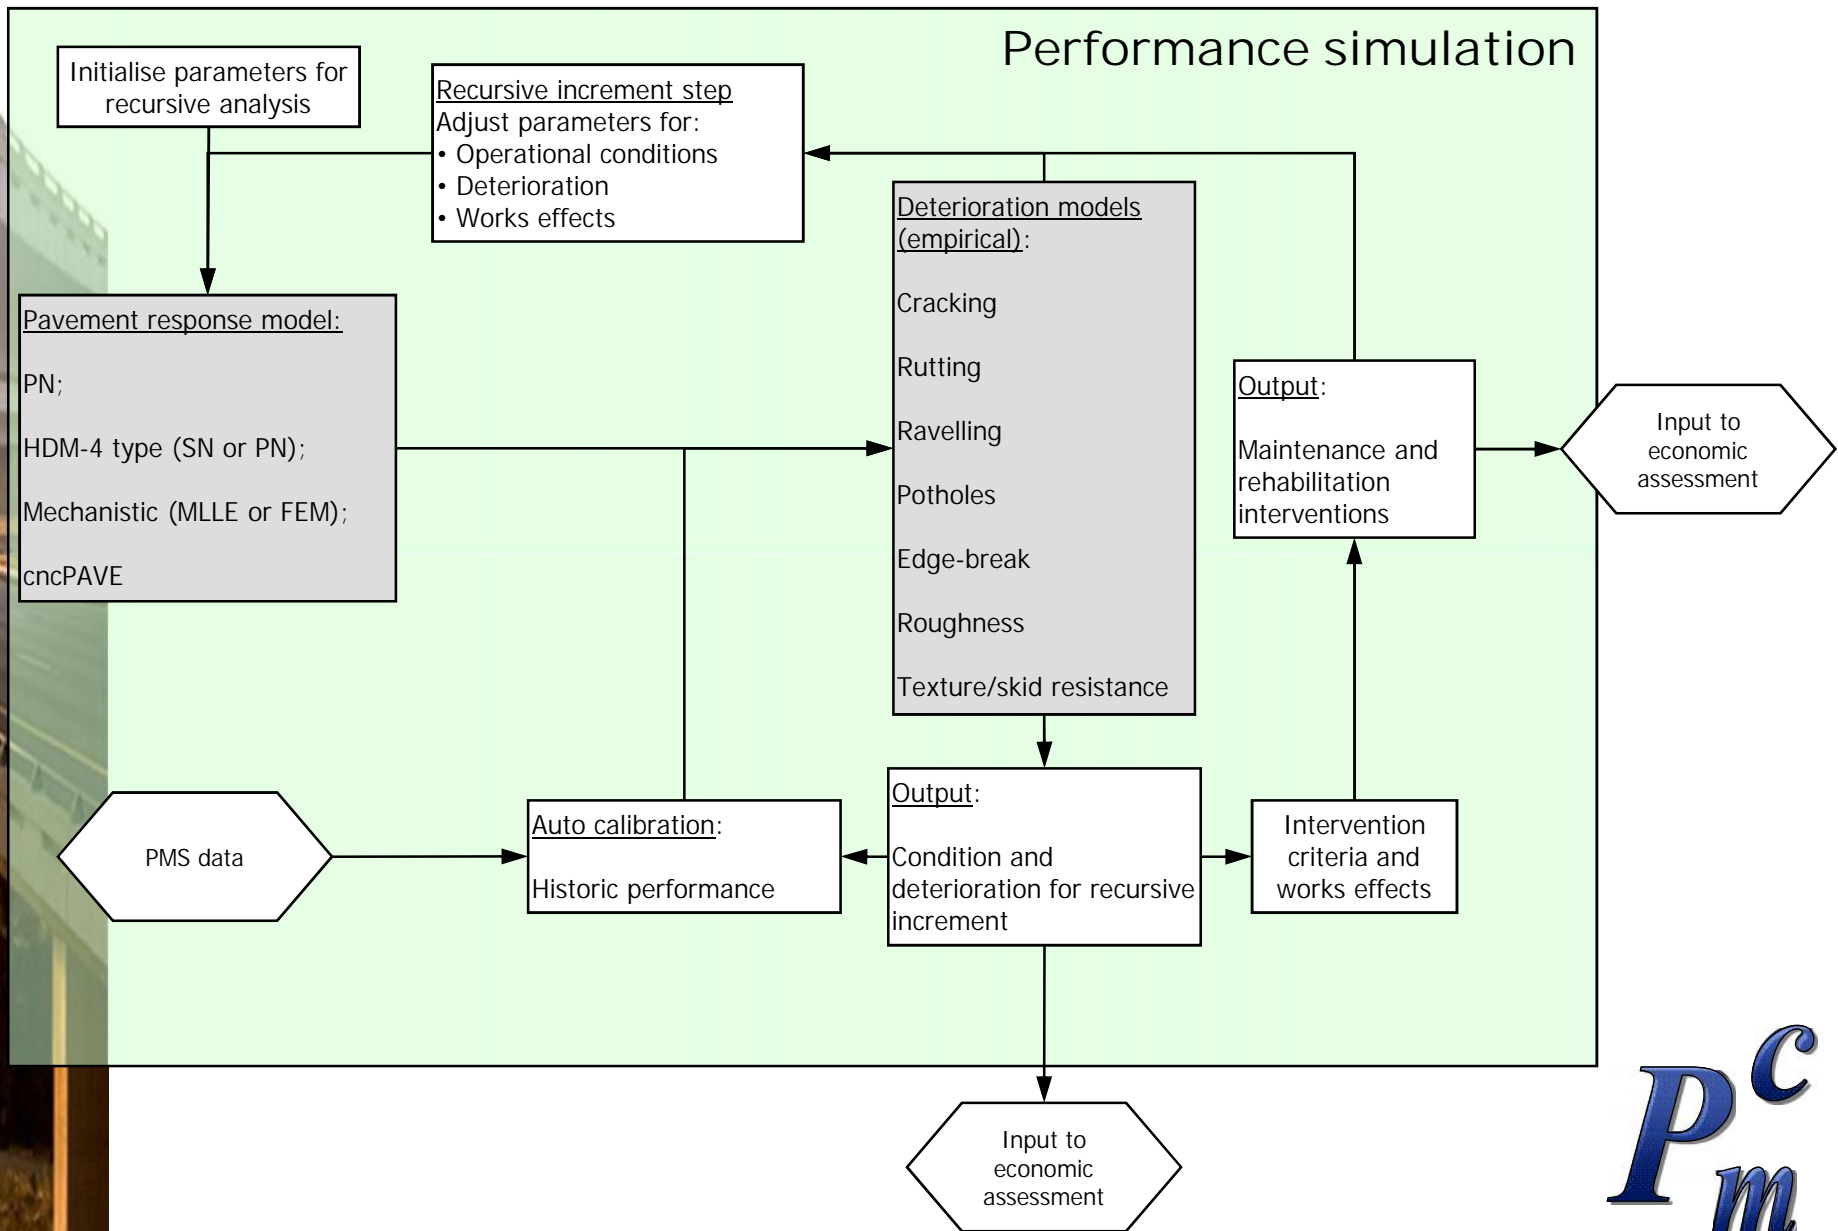 Performance simulation
Initialise parameters for
recursive analysis
Recursive increment step
Adjust parameters for:
• Operational conditions
• Deterioration
• Works effects
Pavement response model:
PN;
HDM-4 type (SN or PN);
Mechanistic (MLLE or FEM);
cncPAVE
Deterioration models
(empirical):
Cracking
Rutting
Ravelling
Potholes
Edge-break
Roughness
Texture/skid resistance
Output:
Maintenance and
rehabilitation
interventions
Input to
economic
assessment
PMS data
Auto calibration:
Historic performance
Output:
Condition and
deterioration for recursive
increment
Intervention
criteria and
works effects
Input to
economic
assessment
P c m